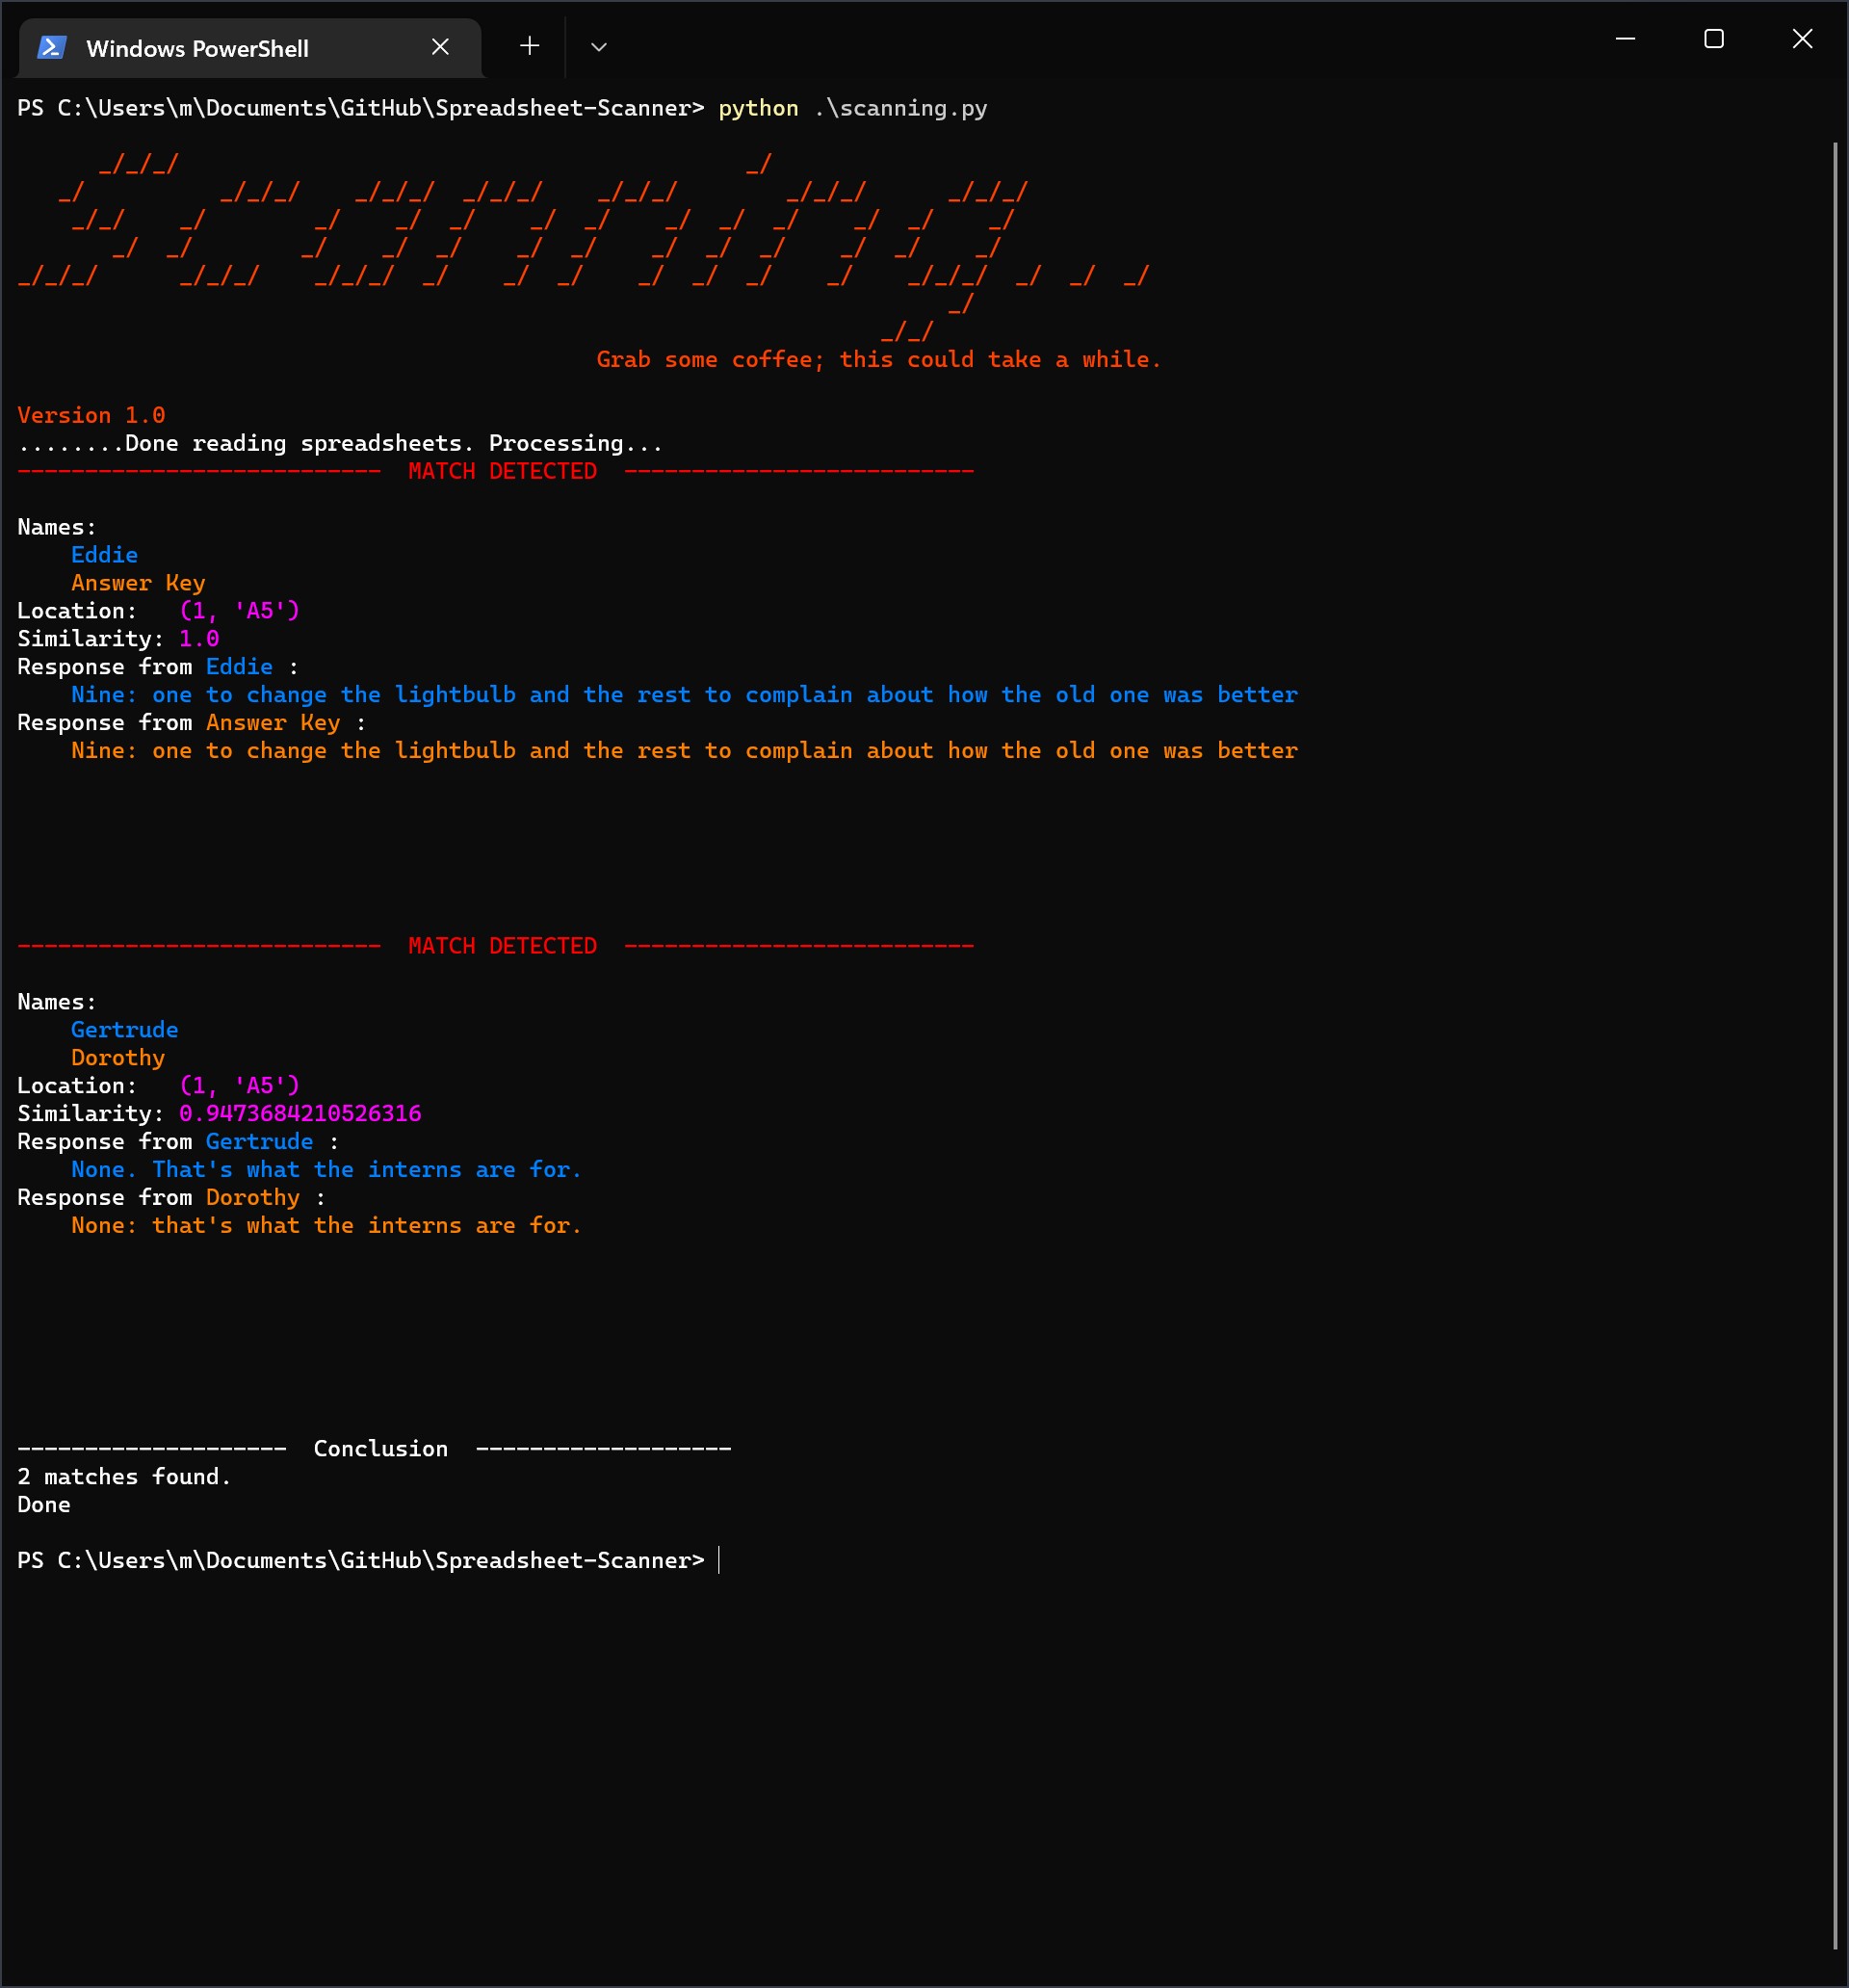 Windows PowerShell
PS C:\Users\m\Documents\GitHub\Spreadsheet-Scanner> python .\scanning.py
scanning...
Grab some coffee; this could take a while.
Version 1.0
........Done reading spreadsheets. Processing...
---------------------------  MATCH DETECTED  --------------------------
Names:
    Eddie
    Answer Key
Location:   (1, 'A5')
Similarity: 1.0
Response from Eddie :
    Nine: one to change the lightbulb and the rest to complain about how the old one was better
Response from Answer Key :
    Nine: one to change the lightbulb and the rest to complain about how the old one was better
---------------------------  MATCH DETECTED  --------------------------
Names:
    Gertrude
    Dorothy
Location:   (1, 'A5')
Similarity: 0.9473684210526316
Response from Gertrude :
    None. That's what the interns are for.
Response from Dorothy :
    None: that's what the interns are for.
--------------------  Conclusion  -------------------
2 matches found.
Done
PS C:\Users\m\Documents\GitHub\Spreadsheet-Scanner>